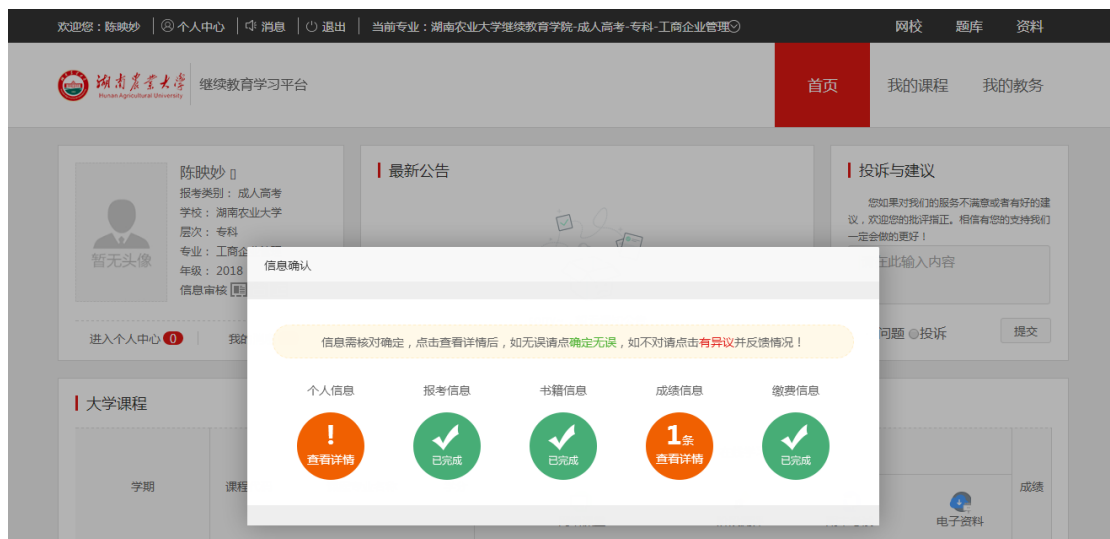 欢迎您：陈映妙 个人中心 消息 退出 当前专业：湖南农业大学继续教育学院-成人高考-专科-工商企业管理 网校 题库 资料
湖南农业大学
Hunan Agricultural University
继续教育学习平台 首页 我的课程 我的教务
陈映妙
报考类别： 成人高考
学校： 湖南农业大学
层次： 专科
专业： 工商企
年级： 2018
信息审核
暂无头像
进入个人中心 0
最新公告
投诉与建议
您如果对我们的服务不满意或者有好的建
议，欢迎您的批评指正。相信有您的支持我们
一定会做的更好！
在此输入内容
问题 投诉 提交
信息确认
信息需核对确定，点击查看详情后，如无误请点确定无误，如不对请点击有异议并反馈情况！
个人信息 报考信息 书籍信息 成绩信息 缴费信息
! 1条
查看详情 已完成 已完成 查看详情 已完成
大学课程
学期 课程 成绩
电子资料